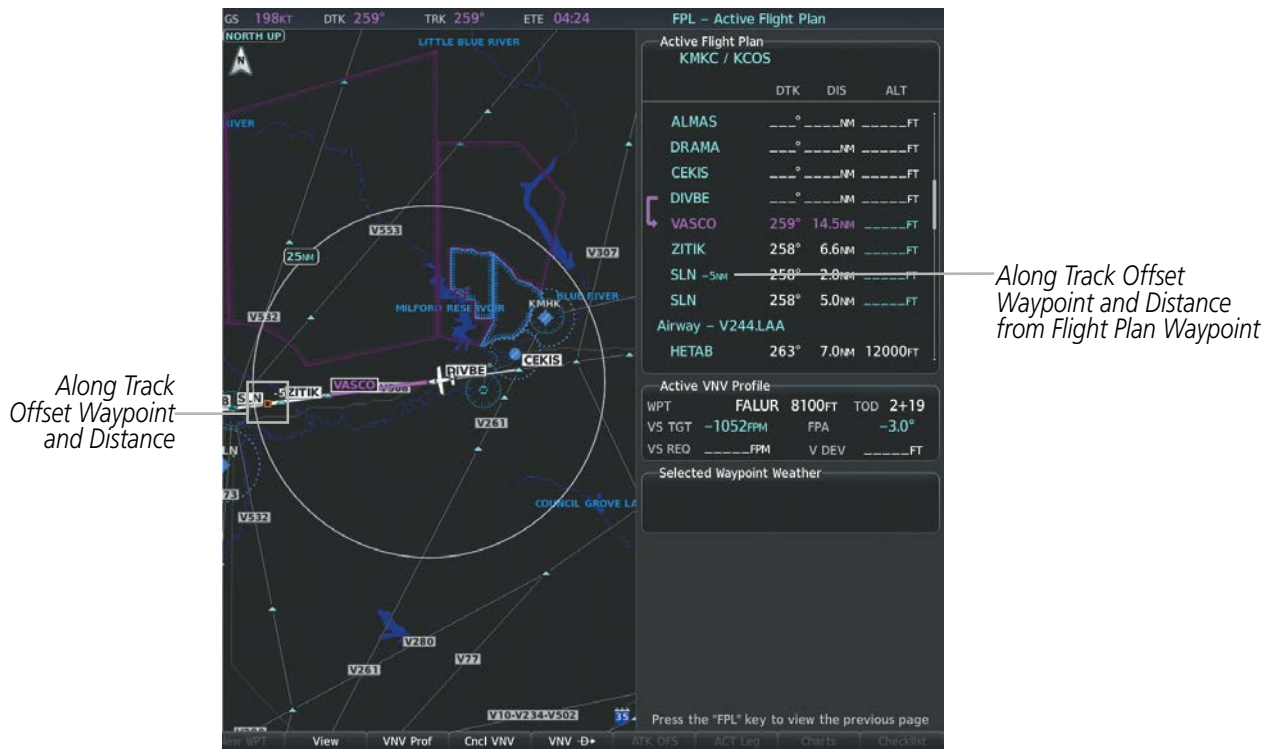 GS 198KT DTK 259° TRK 259° ETE 04:24 FPL – Active Flight Plan
NORTH UP
N
LITTLE BLUE RIVER
RIVER
V553
25NM
V307
V532
MILFORD RESERVOIR
KMHK
BLUE RIVER
CEKIS
DIVBE
VASCO
ZITIK
-5
SLN
B
V261
LN
73
V532
COUNCIL GROVE LA
V280
V77
V261
V10-V234-V502
35
Active Flight Plan
KMKC / KCOS
DTK DIS ALT
ALMAS ___° ____NM _____FT
DRAMA ___° ____NM _____FT
CEKIS ___° ____NM _____FT
DIVBE ___° ____NM _____FT
VASCO 259° 14.5NM _____FT
ZITIK 258° 6.6NM _____FT
SLN -5NM 258° 2.0NM _____FT
SLN 258° 5.0NM _____FT
Airway – V244.LAA
HETAB 263° 7.0NM 12000FT
Active VNV Profile
WPT FALUR 8100FT TOD 2+19
VS TGT -1052FPM FPA -3.0°
VS REQ _____FPM V DEV _____FT
Selected Waypoint Weather
Press the "FPL" key to view the previous page
View VNV Prof Cncl VNV VNV -D-> ATK OFS ACT Leg Charts Checklist
Along Track
Offset Waypoint
and Distance
Along Track Offset
Waypoint and Distance
from Flight Plan Waypoint